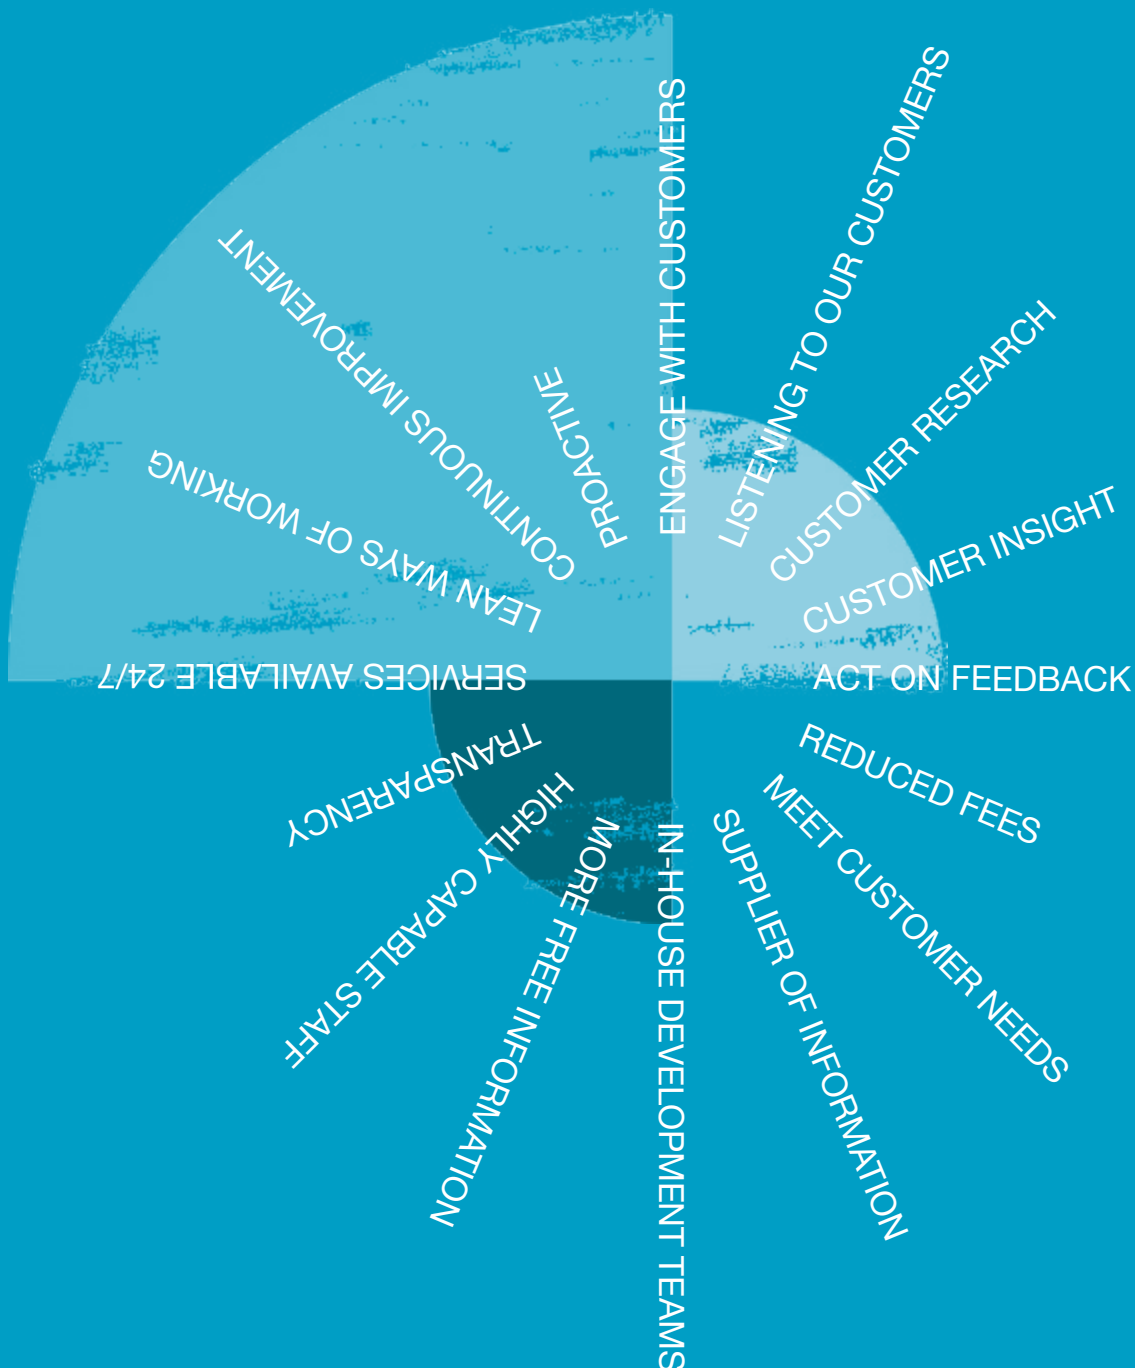 ENGAGE WITH CUSTOMERS
LISTENING TO OUR CUSTOMERS
CUSTOMER RESEARCH
CUSTOMER INSIGHT
ACT ON FEEDBACK
REDUCED FEES
MEET CUSTOMER NEEDS
SUPPLIER OF INFORMATION
IN-HOUSE DEVELOPMENT TEAMS
MORE FREE INFORMATION
HIGHLY CAPABLE STAFF
TRANSPARENCY
SERVICES AVAILABLE 24/7
LEAN WAYS OF WORKING
CONTINUOUS IMPROVEMENT
PROACTIVE